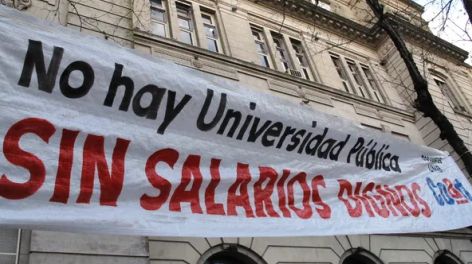 No hay Universidad Pública
SIN SALARIOS DIGNOS